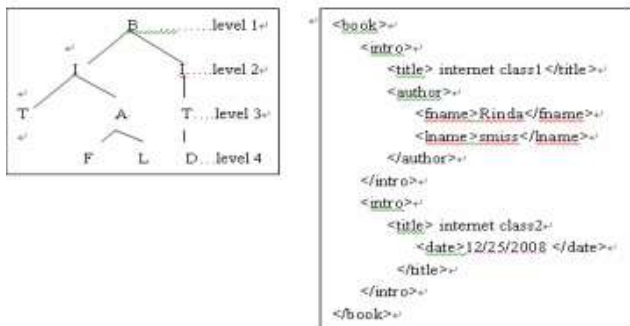 B.........level 1
I I......level 2
T A T....level 3
F L D...level 4
<book>
<intro>
<title> internet class1 </title>
<author>
<fname>Rinda</fname>
<lname>smiss</lname>
</author>
</intro>
<intro>
<title> internet class2
<date>12/25/2008 </date>
</title>
</intro>
</book>